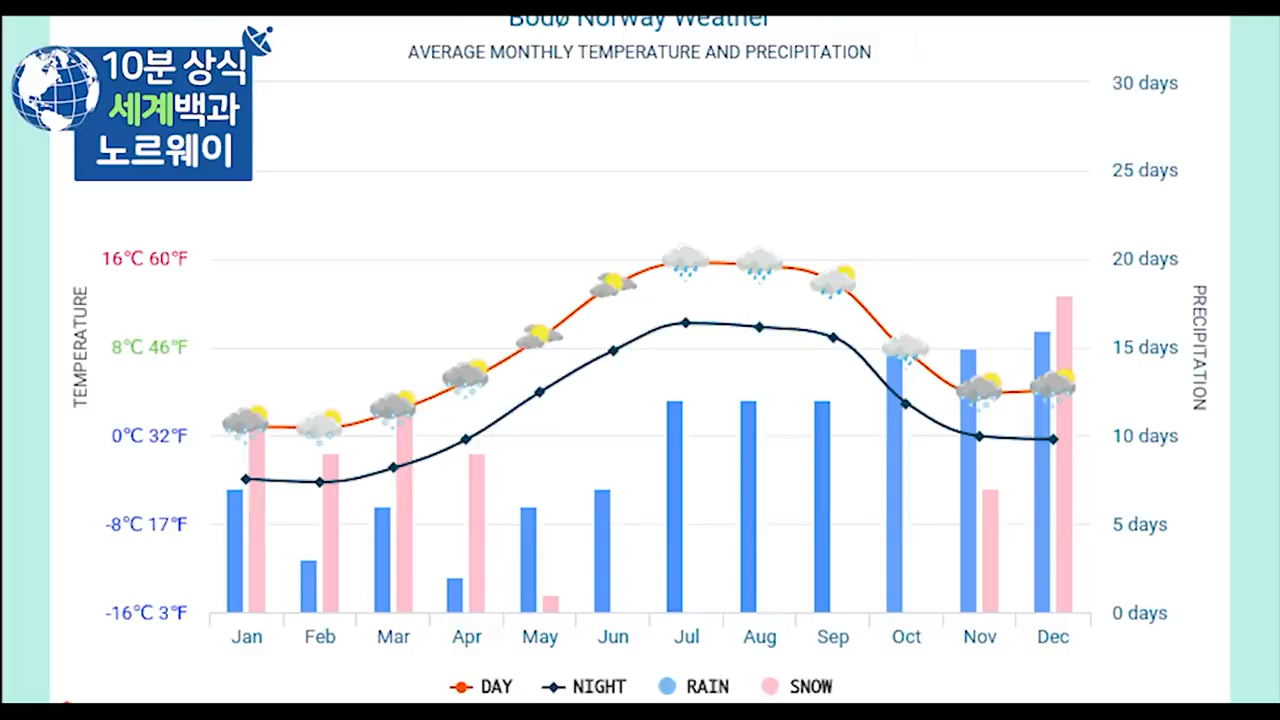 Bodø Norway Weather
AVERAGE MONTHLY TEMPERATURE AND PRECIPITATION
10분 상식
세계백과
노르웨이
30 days
25 days
16℃ 60℉
20 days
8℃ 46℉
15 days
0℃ 32℉
10 days
-8℃ 17℉
5 days
-16℃ 3℉
0 days
TEMPERATURE
PRECIPITATION
Jan Feb Mar Apr May Jun Jul Aug Sep Oct Nov Dec
DAY NIGHT RAIN SNOW